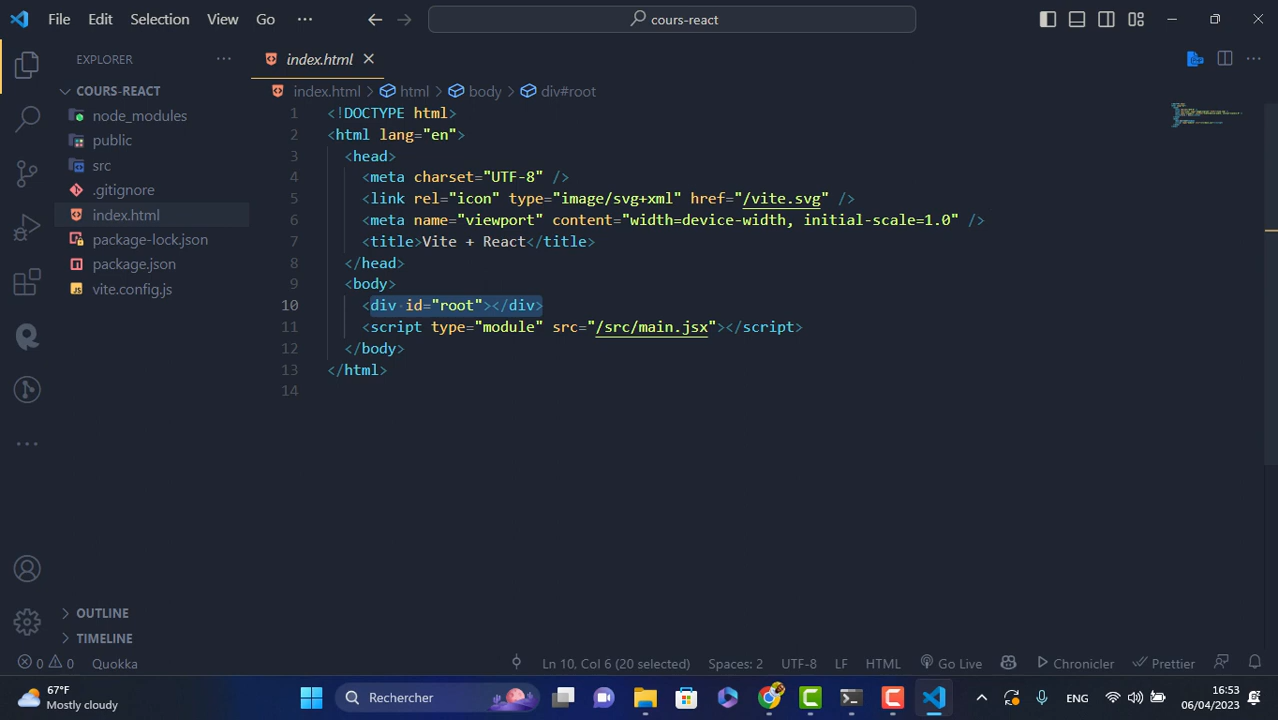 File Edit Selection View Go ··· cours-react
EXPLORER ···
index.html
COURS-REACT
node_modules
public
src
.gitignore
index.html
package-lock.json
package.json
vite.config.js
OUTLINE
TIMELINE
index.html > html > body > div#root
1 <!DOCTYPE html>
2 <html lang="en">
3 <head>
4 <meta charset="UTF-8" />
5 <link rel="icon" type="image/svg+xml" href="/vite.svg" />
6 <meta name="viewport" content="width=device-width, initial-scale=1.0" />
7 <title>Vite + React</title>
8 </head>
9 <body>
10 <div id="root"></div>
11 <script type="module" src="/src/main.jsx"></script>
12 </body>
13 </html>
14
0 0 Quokka Ln 10, Col 6 (20 selected) Spaces: 2 UTF-8 LF HTML Go Live Chronicler Prettier
67°F
Mostly cloudy
Rechercher
ENG
16:53
06/04/2023